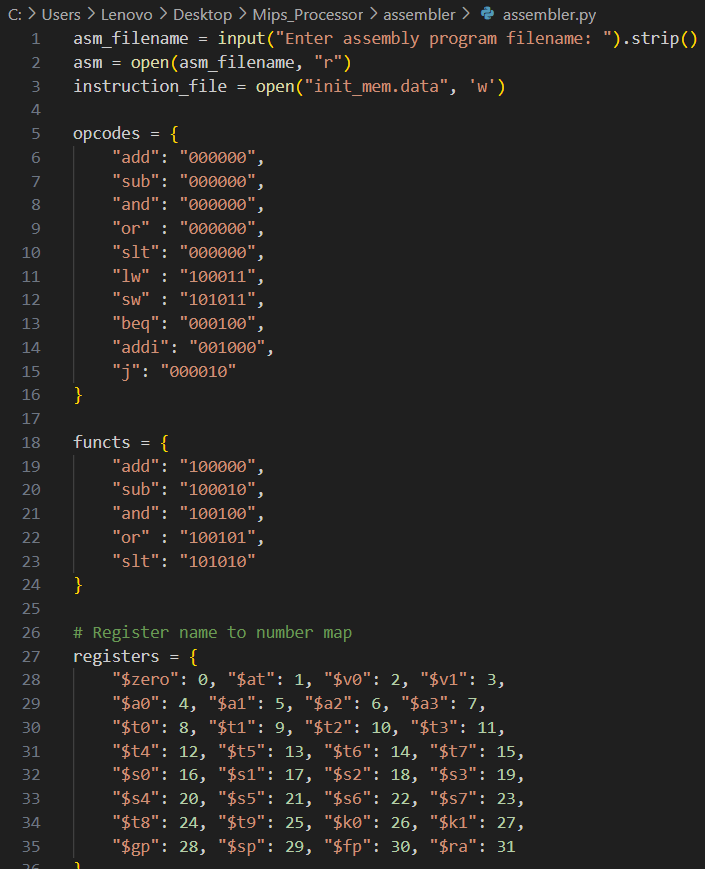 C: > Users > Lenovo > Desktop > Mips_Processor > assembler > assembler.py
1 asm_filename = input("Enter assembly program filename: ").strip()
2 asm = open(asm_filename, "r")
3 instruction_file = open("init_mem.data", 'w')
4
5 opcodes = {
6     "add": "000000",
7     "sub": "000000",
8     "and": "000000",
9     "or" : "000000",
10     "slt": "000000",
11     "lw" : "100011",
12     "sw" : "101011",
13     "beq": "000100",
14     "addi": "001000",
15     "j": "000010"
16 }
17
18 functs = {
19     "add": "100000",
20     "sub": "100010",
21     "and": "100100",
22     "or" : "100101",
23     "slt": "101010"
24 }
25
26 # Register name to number map
27 registers = {
28     "$zero": 0, "$at": 1, "$v0": 2, "$v1": 3,
29     "$a0": 4, "$a1": 5, "$a2": 6, "$a3": 7,
30     "$t0": 8, "$t1": 9, "$t2": 10, "$t3": 11,
31     "$t4": 12, "$t5": 13, "$t6": 14, "$t7": 15,
32     "$s0": 16, "$s1": 17, "$s2": 18, "$s3": 19,
33     "$s4": 20, "$s5": 21, "$s6": 22, "$s7": 23,
34     "$t8": 24, "$t9": 25, "$k0": 26, "$k1": 27,
35     "$gp": 28, "$sp": 29, "$fp": 30, "$ra": 31
36 }